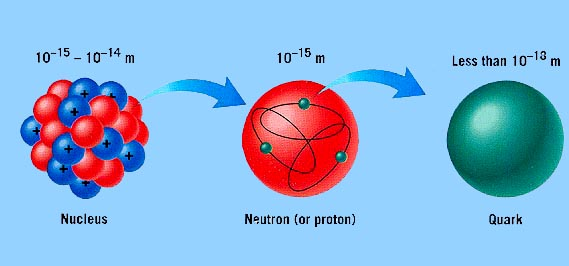 10⁻¹⁵ – 10⁻¹⁴ m
10⁻¹⁵ m
Less than 10⁻¹⁸ m
Nucleus
Neutron (or proton)
Quark